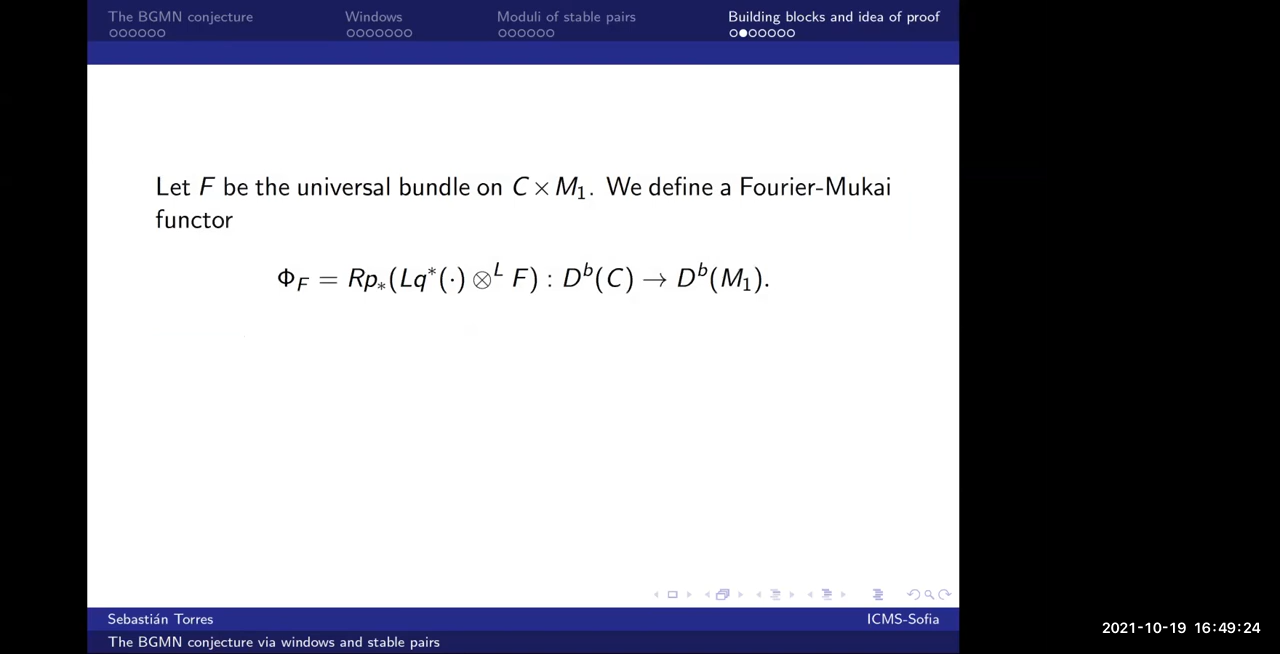 The BGMN conjecture
Windows
Moduli of stable pairs
Building blocks and idea of proof
Let F be the universal bundle on C × M₁. We define a Fourier-Mukai
functor
Φ_F = Rp_*(Lq^*(·) ⊗^L F) : D^b(C) → D^b(M₁).
Sebastián Torres
ICMS-Sofia
The BGMN conjecture via windows and stable pairs
2021-10-19 16:49:24